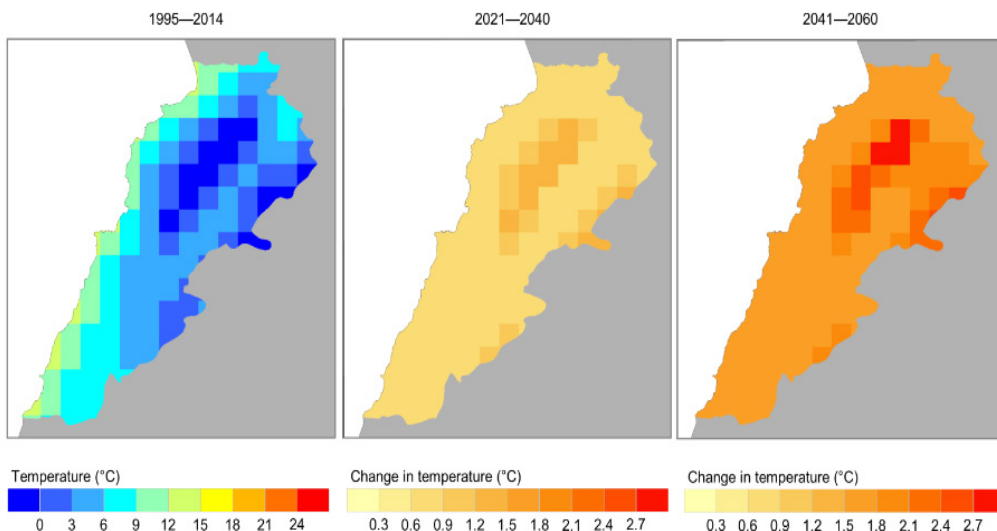 1995—2014
2021—2040
2041—2060
Temperature (°C)
0 3 6 9 12 15 18 21 24
Change in temperature (°C)
0.3 0.6 0.9 1.2 1.5 1.8 2.1 2.4 2.7
Change in temperature (°C)
0.3 0.6 0.9 1.2 1.5 1.8 2.1 2.4 2.7